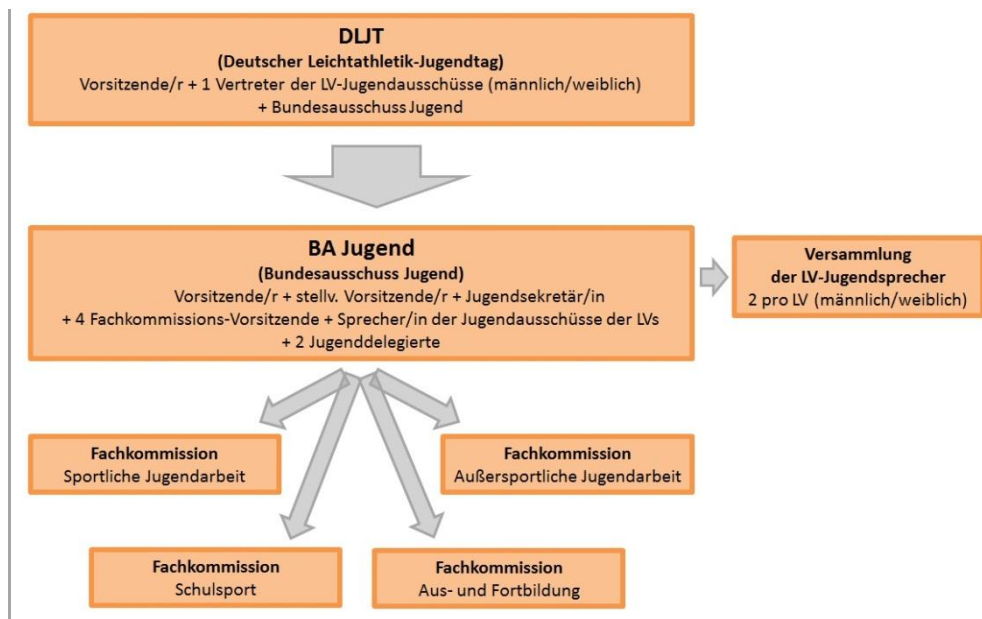 DLJT
(Deutscher Leichtathletik-Jugendtag)
Vorsitzende/r + 1 Vertreter der LV-Jugendausschüsse (männlich/weiblich)
+ Bundesausschuss Jugend
BA Jugend
(Bundesausschuss Jugend)
Vorsitzende/r + stellv. Vorsitzende/r + Jugendsekretär/in
+ 4 Fachkommissions-Vorsitzende + Sprecher/in der Jugendausschüsse der LVs
+ 2 Jugenddelegierte
Versammlung
der LV-Jugendsprecher
2 pro LV (männlich/weiblich)
Fachkommission
Sportliche Jugendarbeit
Fachkommission
Außersportliche Jugendarbeit
Fachkommission
Schulsport
Fachkommission
Aus- und Fortbildung